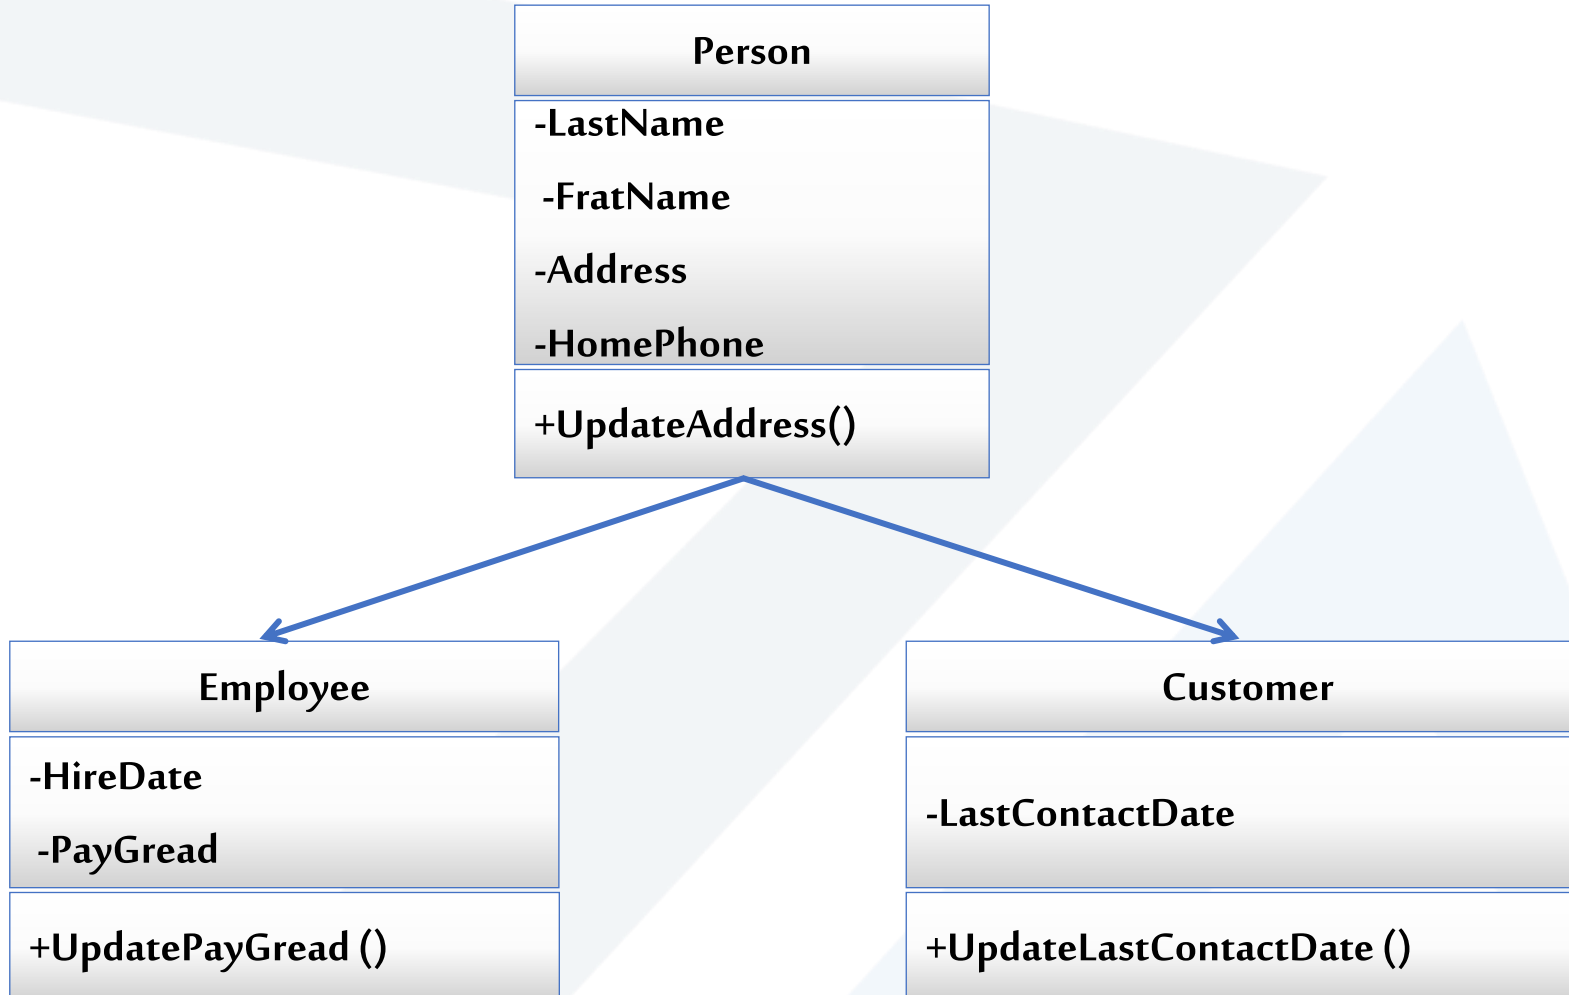 Person
-LastName
-FratName
-Address
-HomePhone
+UpdateAddress()
Employee
-HireDate
-PayGread
+UpdatePayGread ()
Customer
-LastContactDate
+UpdateLastContactDate ()